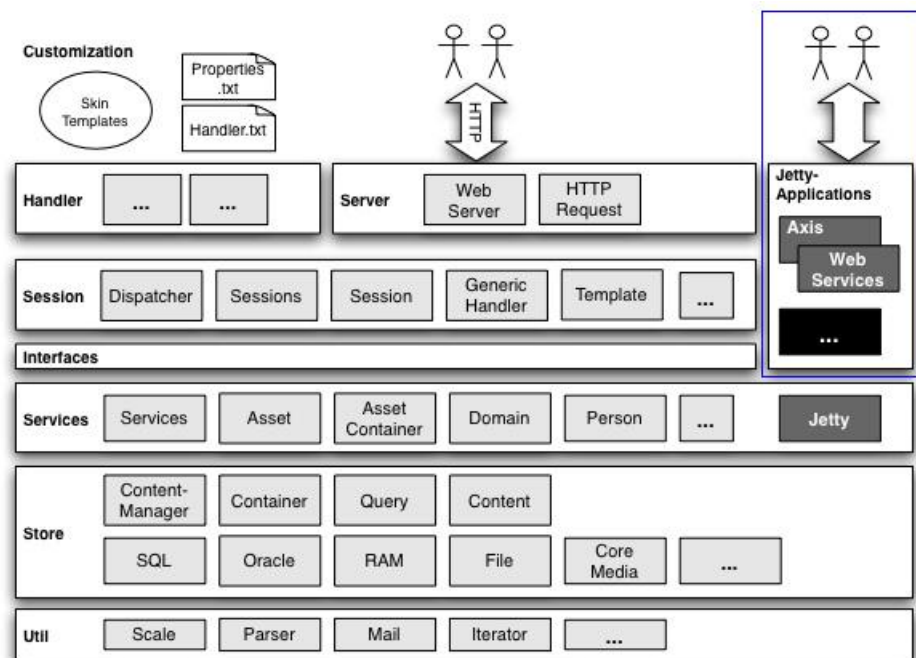 Customization
Skin
Templates
Properties
.txt
Handler.txt
HTTP
Handler
...
...
Server
Web
Server
HTTP
Request
Jetty-
Applications
Axis
Web
Services
...
Session
Dispatcher
Sessions
Session
Generic
Handler
Template
...
Interfaces
Services
Services
Asset
Asset
Container
Domain
Person
...
Jetty
Store
Content-
Manager
Container
Query
Content
SQL
Oracle
RAM
File
Core
Media
...
Util
Scale
Parser
Mail
Iterator
...